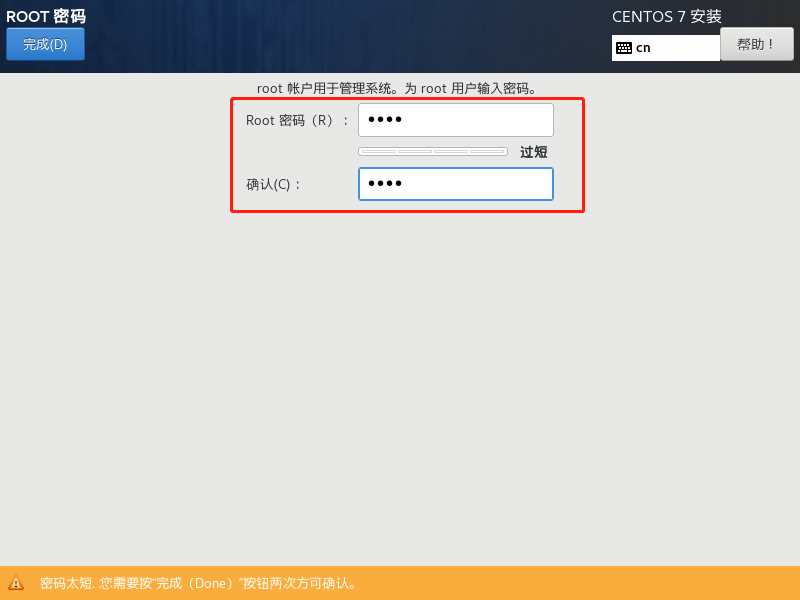 ROOT 密码
CENTOS 7 安装
完成(D)
cn
帮助！
root 帐户用于管理系统。为 root 用户输入密码。
Root 密码（R）：
••••
过短
确认(C)：
••••
密码太短. 您需要按“完成（Done）”按钮两次方可确认。